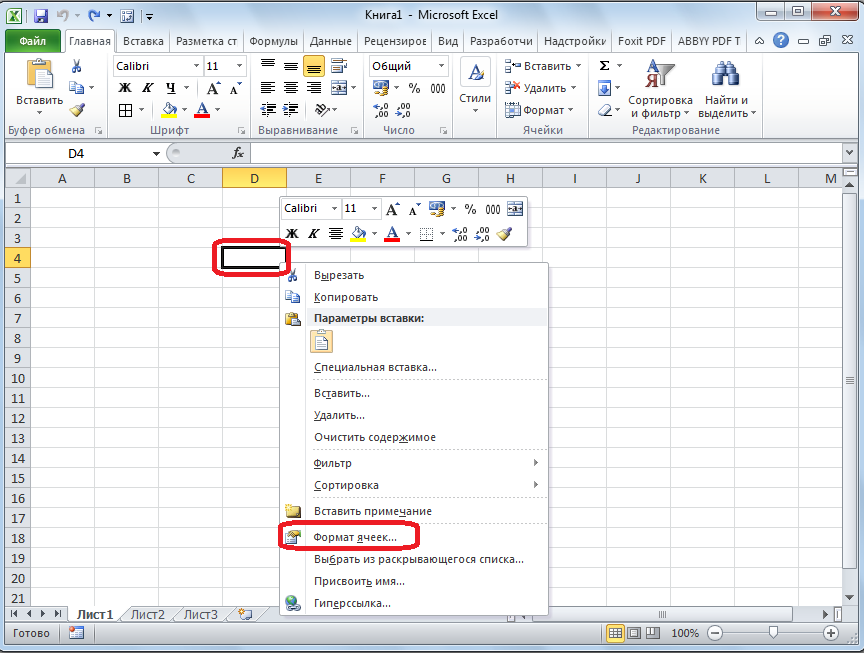 Книга1 - Microsoft Excel
Файл Главная Вставка Разметка ст Формулы Данные Рецензирог Вид Разработчи Надстройки Foxit PDF ABBYY PDF T
Calibri 11 Общий
Вставить
Ж К Ч % 000
Стили
Вставить
Удалить
Формат
Σ
Сортировка и фильтр
Найти и выделить
Буфер обмена Шрифт Выравнивание Число Ячейки Редактирование
D4 fx
A B C D E F G H I J K L M
1
2
3
4
5
6
7
8
9
10
11
12
13
14
15
16
17
18
19
20
21
Calibri 11 A A % 000
Ж К A
Вырезать
Копировать
Параметры вставки:
Специальная вставка...
Вставить...
Удалить...
Очистить содержимое
Фильтр
Сортировка
Вставить примечание
Формат ячеек...
Выбрать из раскрывающегося списка...
Присвоить имя...
Гиперссылка...
Лист1 Лист2 Лист3
Готово 100%